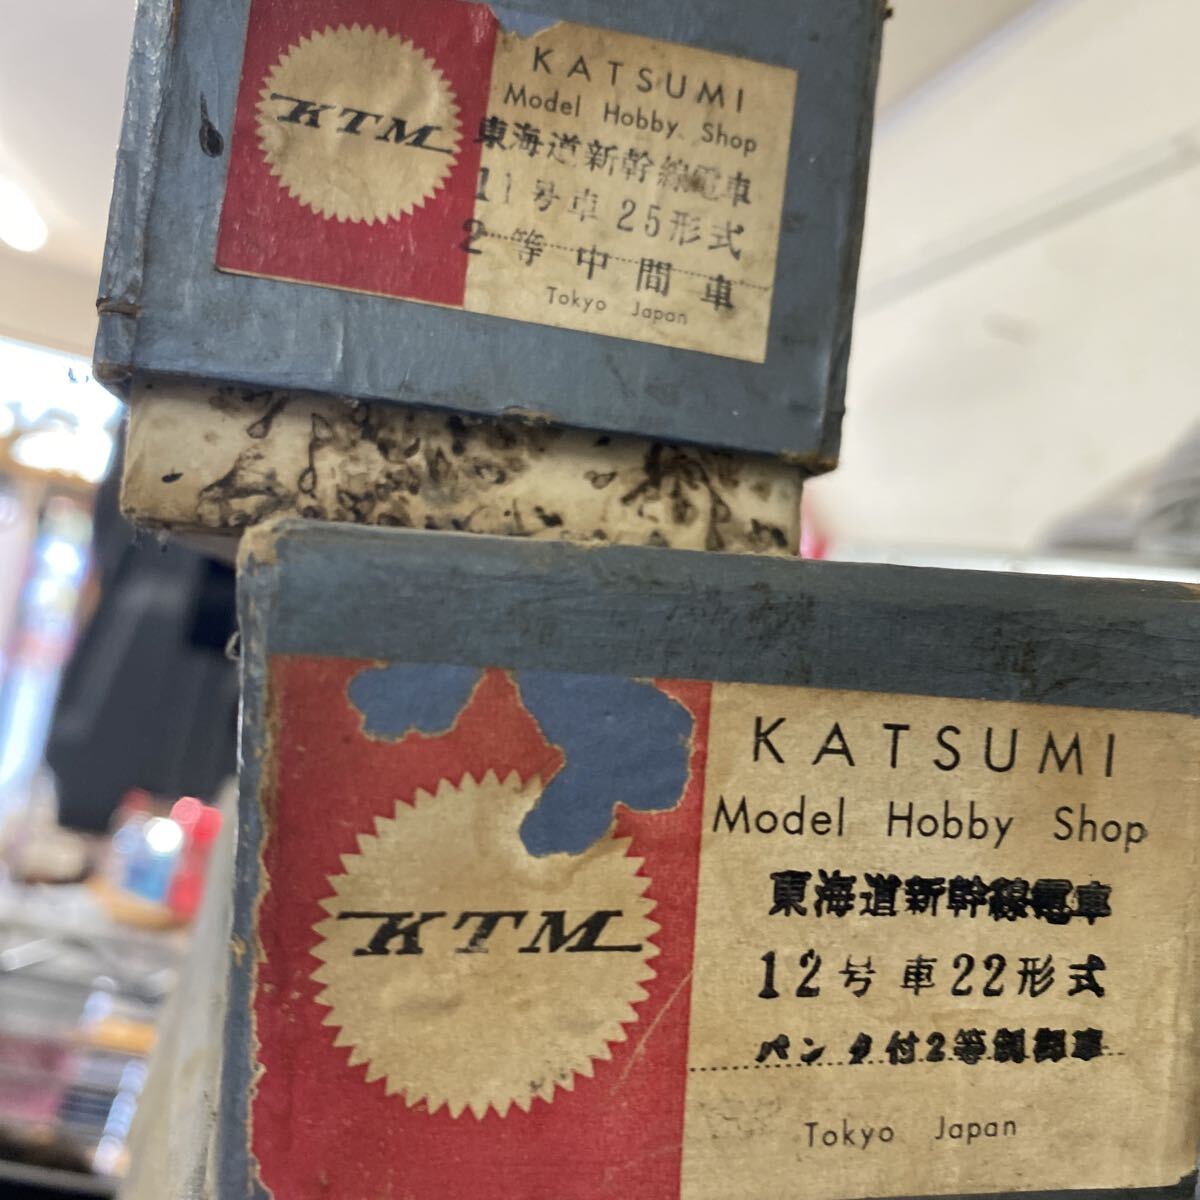 KTM
KATSUMI
Model Hobby Shop
東海道新幹線電車
11号車25形式
2等中間車
Tokyo Japan
KTM
KATSUMI
Model Hobby Shop
東海道新幹線電車
12号車22形式
パンタ付2等制御車
Tokyo Japan